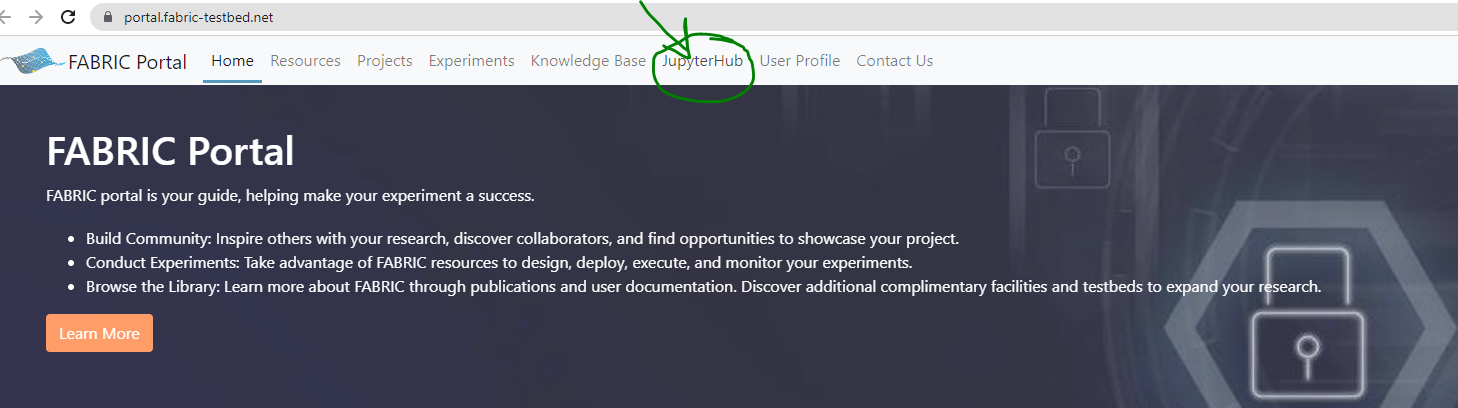 portal.fabric-testbed.net
FABRIC Portal Home Resources Projects Experiments Knowledge Base JupyterHub User Profile Contact Us
FABRIC Portal
FABRIC portal is your guide, helping make your experiment a success.
• Build Community: Inspire others with your research, discover collaborators, and find opportunities to showcase your project.
• Conduct Experiments: Take advantage of FABRIC resources to design, deploy, execute, and monitor your experiments.
• Browse the Library: Learn more about FABRIC through publications and user documentation. Discover additional complimentary facilities and testbeds to expand your research.
Learn More